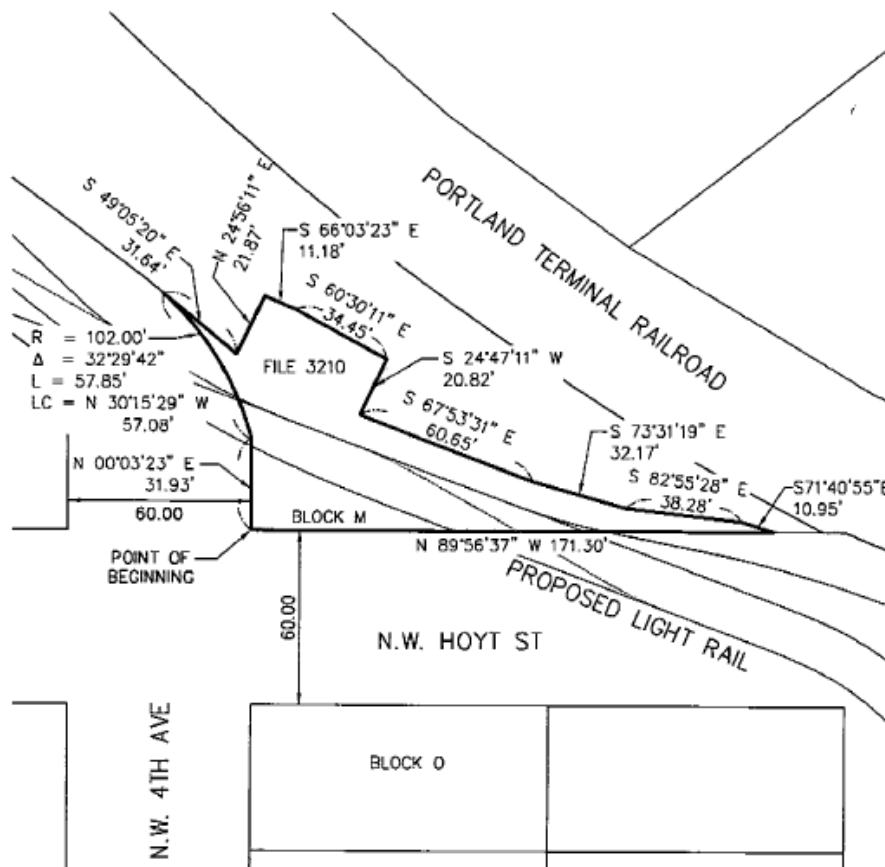 PORTLAND TERMINAL RAILROAD
S 49°05'20" E
31.64'
N 24°56'11" E
21.87'
S 66°03'23" E
11.18'
S 60°30'11" E
34.45'
R = 102.00'
Δ = 32°29'42"
L = 57.85'
LC = N 30°15'29" W
57.08'
FILE 3210
S 24°47'11" W
20.82'
S 67°53'31" E
60.65'
S 73°31'19" E
32.17'
S 82°55'28" E
38.28'
S71°40'55"E
10.95'
N 00°03'23" E
31.93'
60.00
BLOCK M
POINT OF
BEGINNING
N 89°56'37" W 171.30'
PROPOSED LIGHT RAIL
60.00
N.W. HOYT ST
N.W. 4TH AVE
BLOCK O